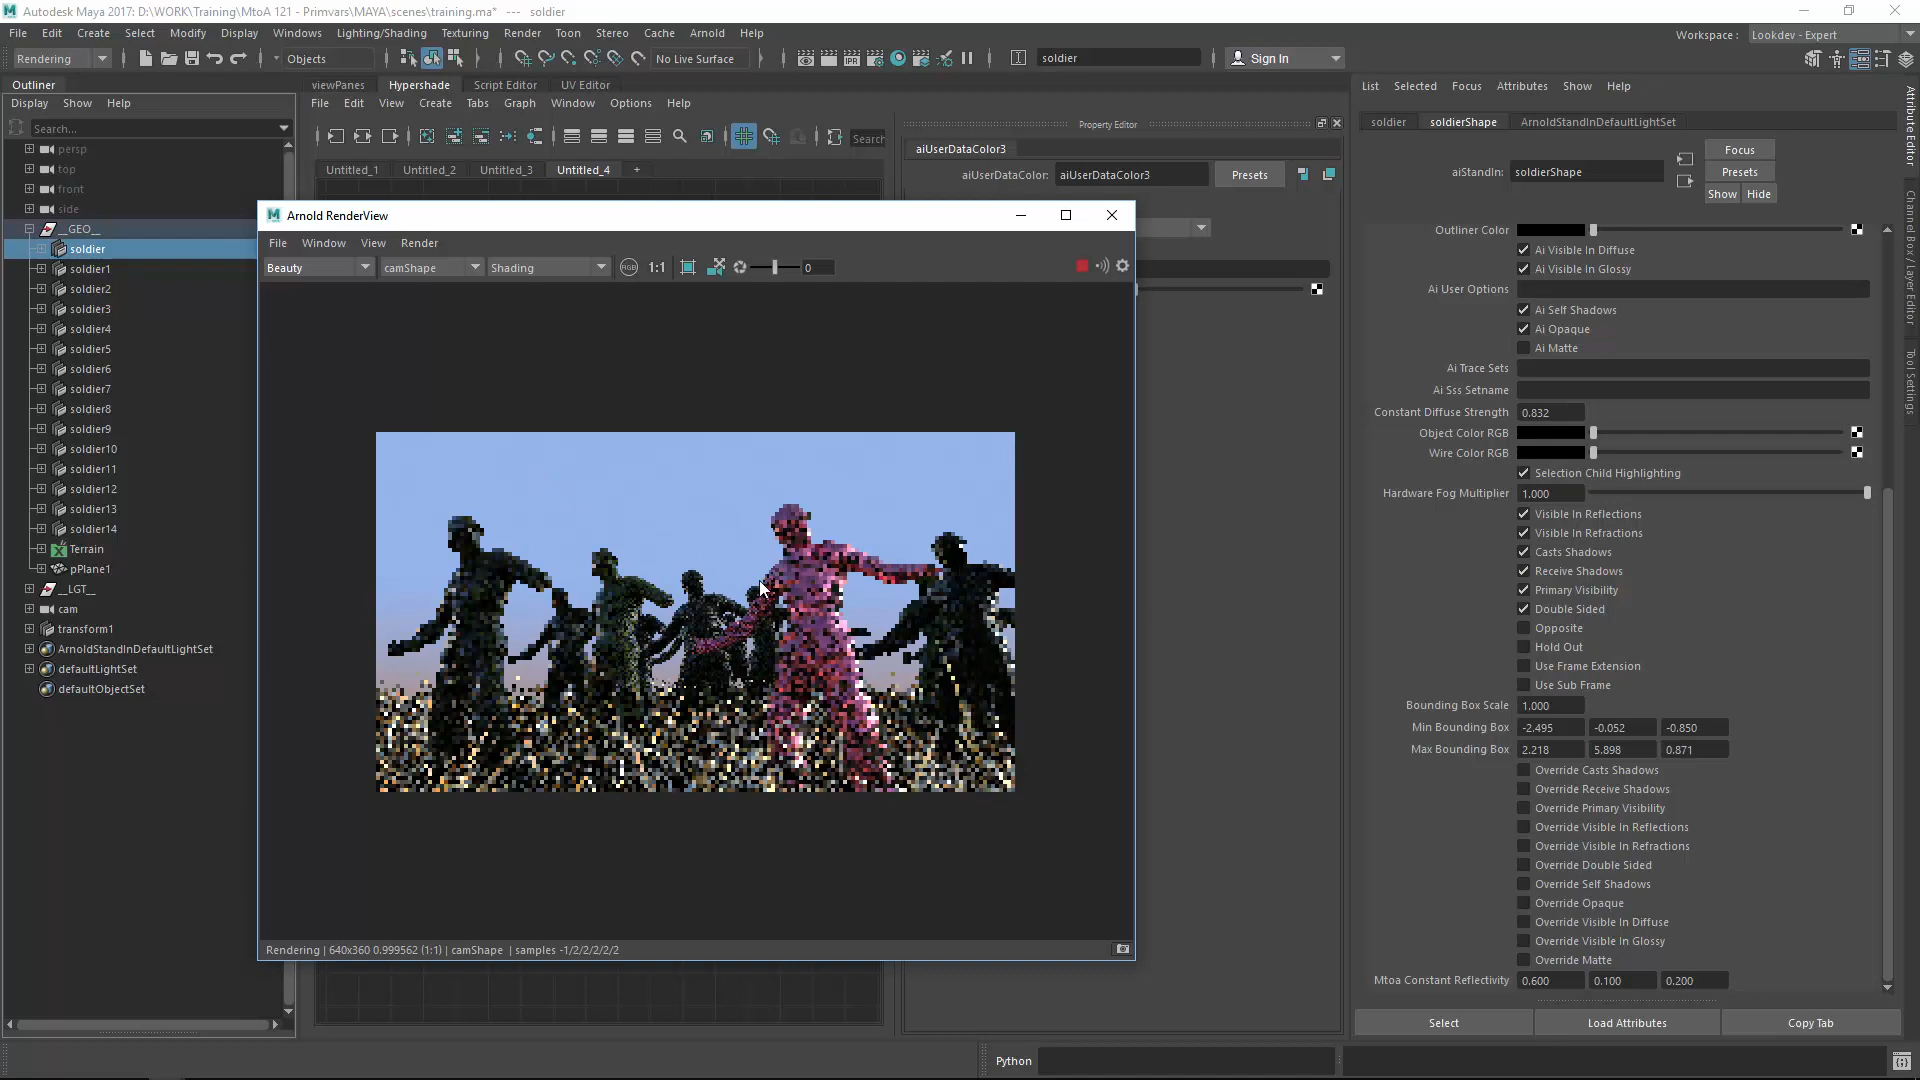 Autodesk Maya 2017: D:\WORK\Training\MtoA 121 - Primvars\MAYA\scenes\training.ma* --- soldier
File Edit Create Select Modify Display Windows Lighting/Shading Texturing Render Toon Stereo Cache Arnold Help
Workspace : Lookdev - Expert
Rendering Objects No Live Surface IPR soldier Sign In
Outliner
Display Show Help
Search...
persp
top
front
side
__GEO__
soldier
soldier1
soldier2
soldier3
soldier4
soldier5
soldier6
soldier7
soldier8
soldier9
soldier10
soldier11
soldier12
soldier13
soldier14
Terrain
pPlane1
__LGT__
cam
transform1
ArnoldStandInDefaultLightSet
defaultLightSet
defaultObjectSet
viewPanes Hypershade Script Editor UV Editor
File Edit View Create Tabs Graph Window Options Help
Search
Untitled_1 Untitled_2 Untitled_3 Untitled_4 +
Property Editor
aiUserDataColor3
aiUserDataColor: aiUserDataColor3 Presets
Arnold RenderView
File Window View Render
Beauty camShape Shading RGB 1:1 0
Rendering | 640x360 0.999562 (1:1) | camShape | samples -1/2/2/2/2/2
List Selected Focus Attributes Show Help
soldier soldierShape ArnoldStandInDefaultLightSet
Focus
aiStandIn: soldierShape Presets
Show Hide
Outliner Color
Ai Visible In Diffuse
Ai Visible In Glossy
Ai User Options
Ai Self Shadows
Ai Opaque
Ai Matte
Ai Trace Sets
Ai Sss Setname
Constant Diffuse Strength 0.832
Object Color RGB
Wire Color RGB
Selection Child Highlighting
Hardware Fog Multiplier 1.000
Visible In Reflections
Visible In Refractions
Casts Shadows
Receive Shadows
Primary Visibility
Double Sided
Opposite
Hold Out
Use Frame Extension
Use Sub Frame
Bounding Box Scale 1.000
Min Bounding Box -2.495 -0.052 -0.850
Max Bounding Box 2.218 5.898 0.871
Override Casts Shadows
Override Receive Shadows
Override Primary Visibility
Override Visible In Reflections
Override Visible In Refractions
Override Double Sided
Override Self Shadows
Override Opaque
Override Visible In Diffuse
Override Visible In Glossy
Override Matte
Mtoa Constant Reflectivity 0.600 0.100 0.200
Select Load Attributes Copy Tab
Attribute Editor
Channel Box / Layer Editor
Tool Settings
Python